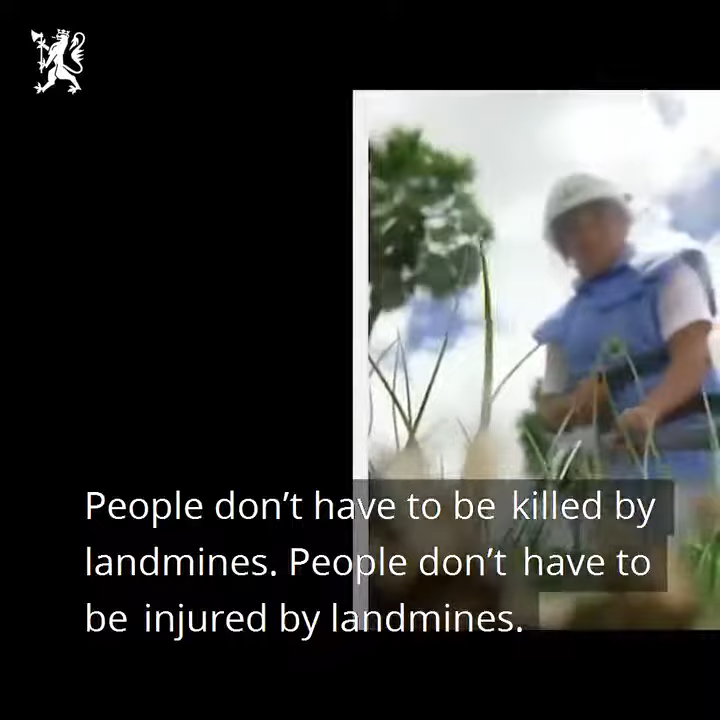 People don’t have to be killed by
landmines. People don’t have to
be injured by landmines.